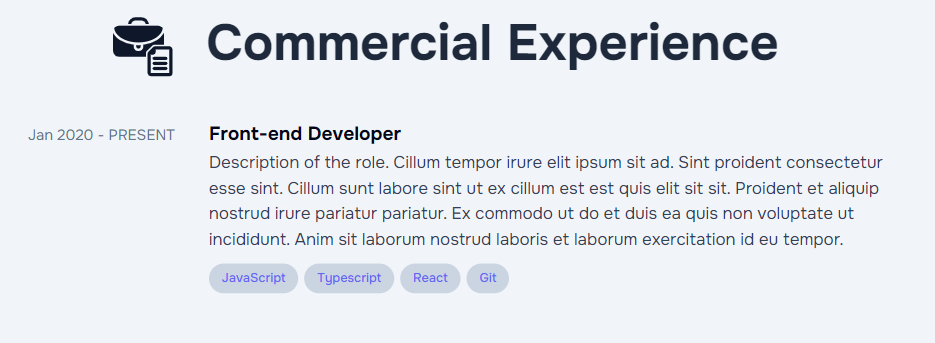 Commercial Experience
Jan 2020 - PRESENT
Front-end Developer
Description of the role. Cillum tempor irure elit ipsum sit ad. Sint proident consectetur
esse sint. Cillum sunt labore sint ut ex cillum est est quis elit sit sit. Proident et aliquip
nostrud irure pariatur pariatur. Ex commodo ut do et duis ea quis non voluptate ut
incididunt. Anim sit laborum nostrud laboris et laborum exercitation id eu tempor.
JavaScript Typescript React Git